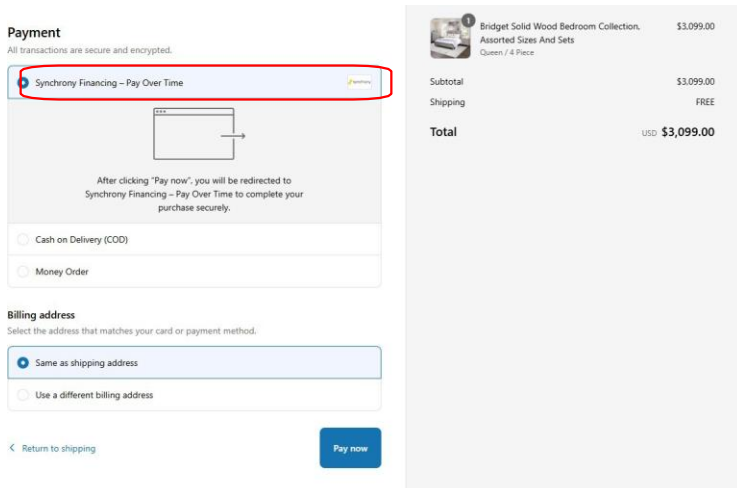 Payment
All transactions are secure and encrypted.
Synchrony Financing – Pay Over Time
synchrony
After clicking "Pay now", you will be redirected to
Synchrony Financing – Pay Over Time to complete your
purchase securely.
Cash on Delivery (COD)
Money Order
Billing address
Select the address that matches your card or payment method.
Same as shipping address
Use a different billing address
Return to shipping
Pay now
1
Bridget Solid Wood Bedroom Collection, $3,099.00
Assorted Sizes And Sets
Queen / 4 Piece
Subtotal $3,099.00
Shipping FREE
Total USD $3,099.00